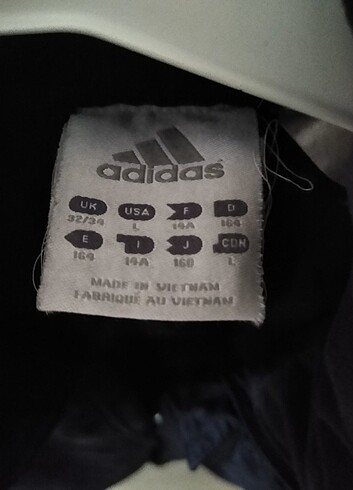 adidas
UK USA F D
32/34 L 14A 164
E I J CDN
164 14A 160 L
MADE IN VIETNAM
FABRIQUÉ AU VIETNAM